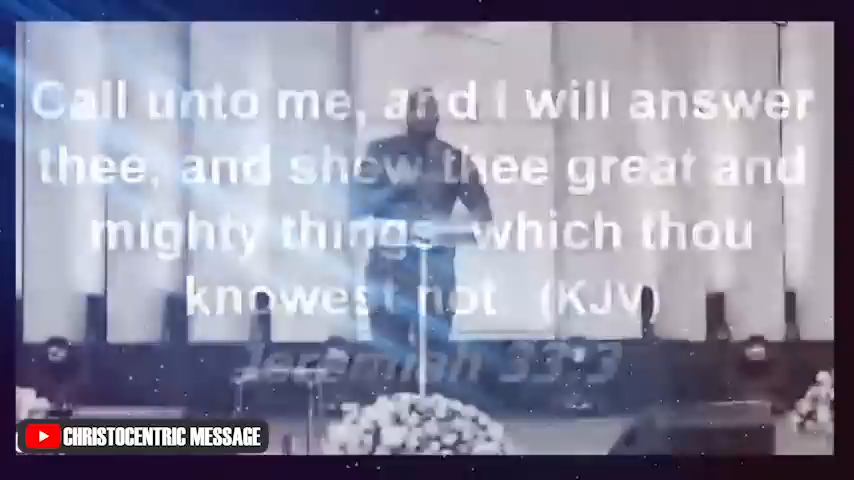 Call unto me, and I will answer
thee, and show thee great and
mighty things, which thou
knowest not (KJV)
Jeremiah 33:3
CHRISTOCENTRIC MESSAGE